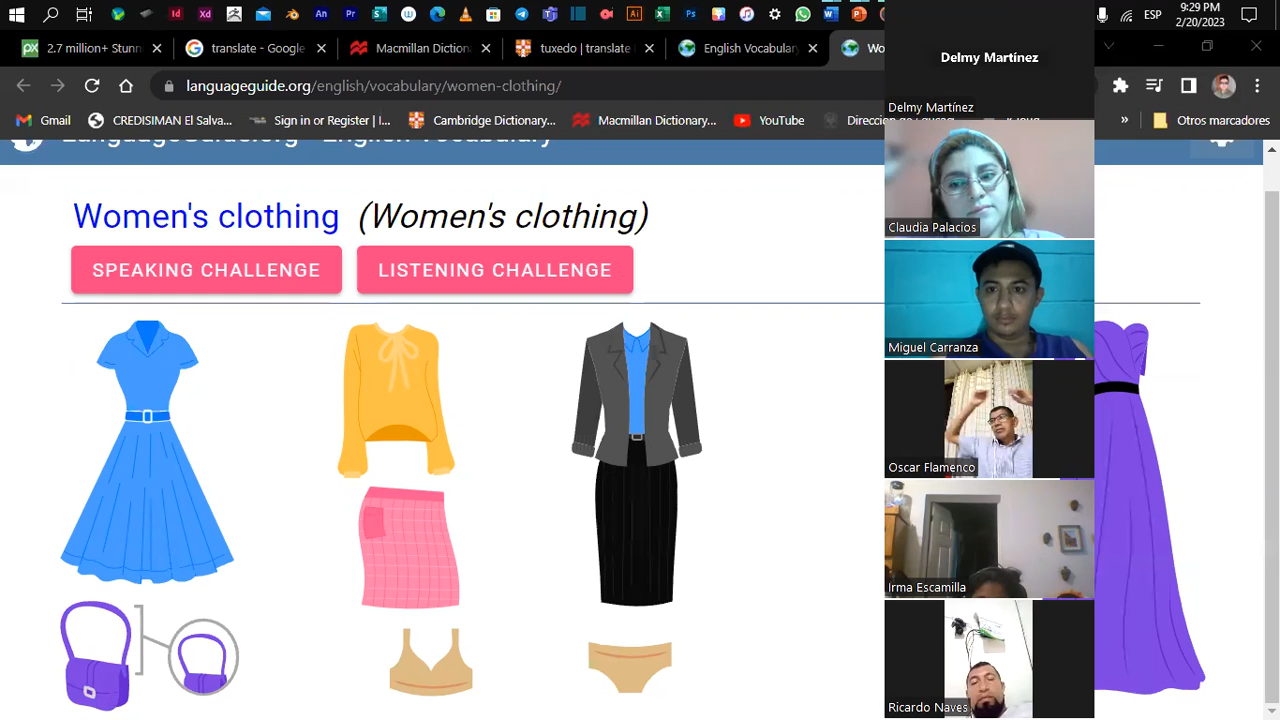 ESP
9:29 PM
2/20/2023
2.7 million+ Stunn
translate - Google
Macmillan Dictiona
tuxedo | translate
English Vocabulary
Wo
languageguide.org/english/vocabulary/women-clothing/
Gmail
CREDISIMAN El Salva...
Sign in or Register | I...
Cambridge Dictionary...
Macmillan Dictionary...
YouTube
Otros marcadores
Women's clothing (Women's clothing)
SPEAKING CHALLENGE
LISTENING CHALLENGE
Delmy Martínez
Delmy Martínez
Claudia Palacios
Miguel Carranza
Oscar Flamenco
Irma Escamilla
Ricardo Naves